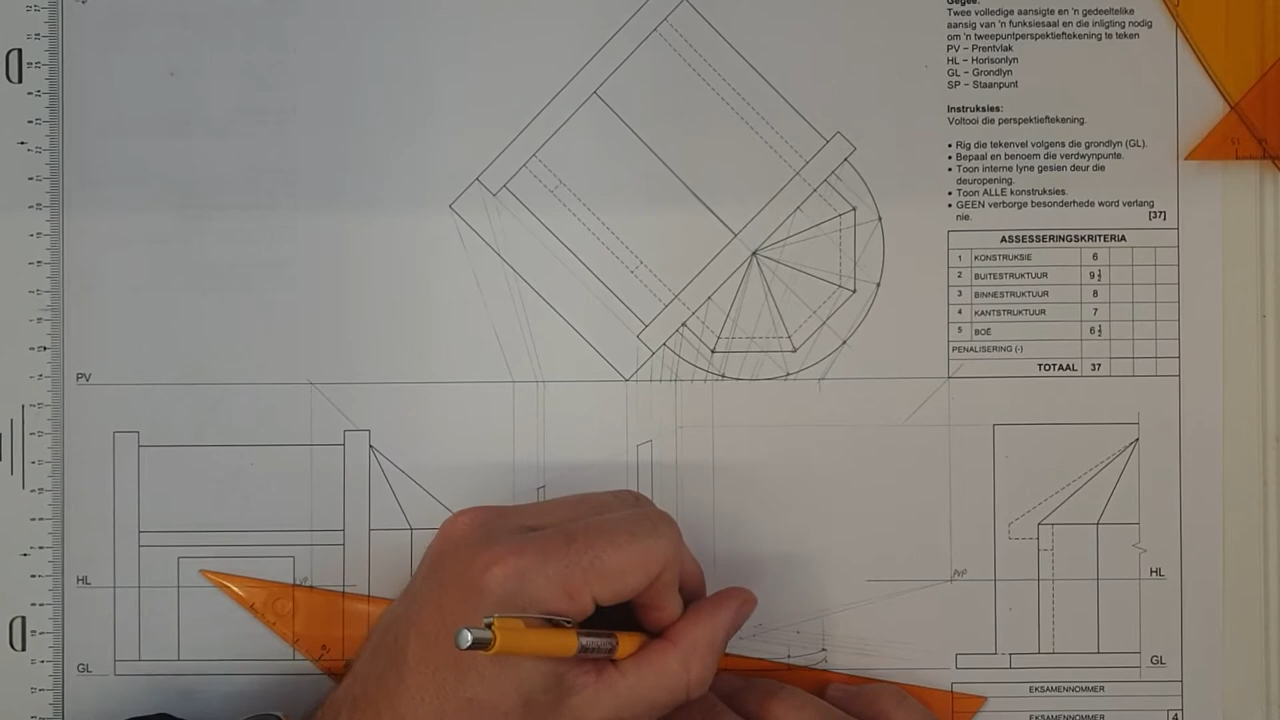 Gegee:
Twee volledige aansigte en 'n gedeeltelike
aansig van 'n funksiesaal en die inligting nodig
om 'n tweepuntperspektieftekening te teken
PV – Prentvlak
HL – Horisonlyn
GL – Grondlyn
SP – Staanpunt
Instruksies:
Voltooi die perspektieftekening.
• Rig die tekenvel volgens die grondlyn (GL).
• Bepaal en benoem die verdwynpunte.
• Toon interne lyne gesien deur die
deuropening.
• Toon ALLE konstruksies.
• GEEN verborge besonderhede word verlang
nie.
[37]
ASSESSERINGSKRITERIA
1 KONSTRUKSIE 6
2 BUITESTRUKTUUR 9 ½
3 BINNESTRUKTUUR 8
4 KANTSTRUKTUUR 7
5 BOË 6 ½
PENALISERING (-)
TOTAAL 37
PV
HL
GL
HL
GL
EKSAMENNOMMER
EKSAMENNOMMER
4